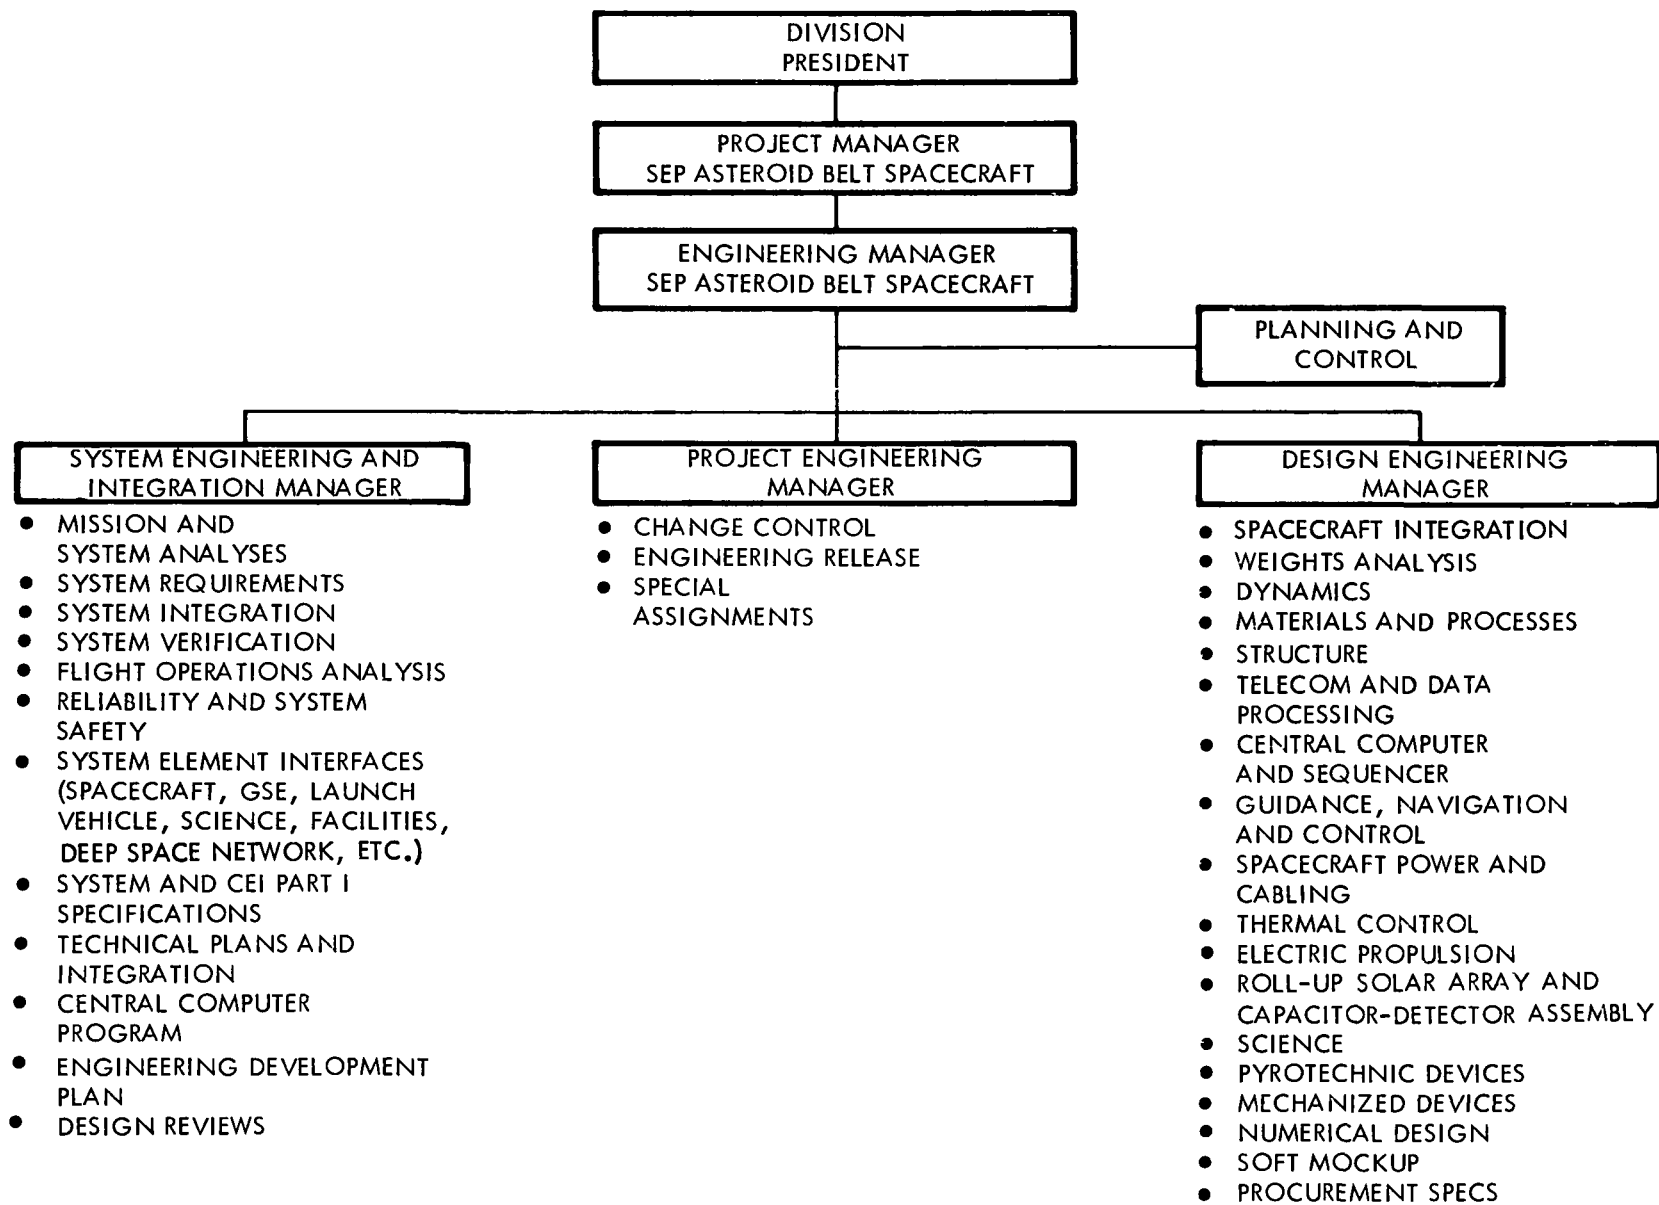 DIVISION
PRESIDENT
PROJECT MANAGER
SEP ASTEROID BELT SPACECRAFT
ENGINEERING MANAGER
SEP ASTEROID BELT SPACECRAFT
PLANNING AND
CONTROL
SYSTEM ENGINEERING AND
INTEGRATION MANAGER
• MISSION AND
SYSTEM ANALYSES
• SYSTEM REQUIREMENTS
• SYSTEM INTEGRATION
• SYSTEM VERIFICATION
• FLIGHT OPERATIONS ANALYSIS
• RELIABILITY AND SYSTEM
SAFETY
• SYSTEM ELEMENT INTERFACES
(SPACECRAFT, GSE, LAUNCH
VEHICLE, SCIENCE, FACILITIES,
DEEP SPACE NETWORK, ETC.)
• SYSTEM AND CEI PART I
SPECIFICATIONS
• TECHNICAL PLANS AND
INTEGRATION
• CENTRAL COMPUTER
PROGRAM
• ENGINEERING DEVELOPMENT
PLAN
• DESIGN REVIEWS
PROJECT ENGINEERING
MANAGER
• CHANGE CONTROL
• ENGINEERING RELEASE
• SPECIAL
ASSIGNMENTS
DESIGN ENGINEERING
MANAGER
• SPACECRAFT INTEGRATION
• WEIGHTS ANALYSIS
• DYNAMICS
• MATERIALS AND PROCESSES
• STRUCTURE
• TELECOM AND DATA
PROCESSING
• CENTRAL COMPUTER
AND SEQUENCER
• GUIDANCE, NAVIGATION
AND CONTROL
• SPACECRAFT POWER AND
CABLING
• THERMAL CONTROL
• ELECTRIC PROPULSION
• ROLL-UP SOLAR ARRAY AND
CAPACITOR-DETECTOR ASSEMBLY
• SCIENCE
• PYROTECHNIC DEVICES
• MECHANIZED DEVICES
• NUMERICAL DESIGN
• SOFT MOCKUP
• PROCUREMENT SPECS